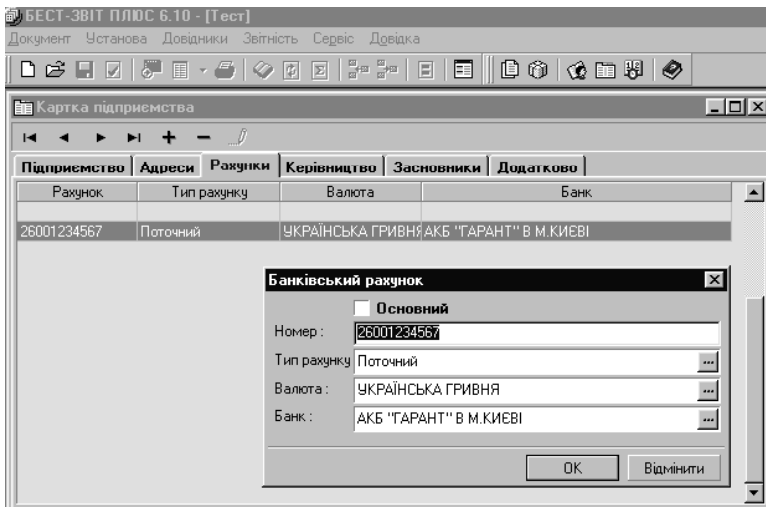 БЕСТ-ЗВІТ ПЛЮС 6.10 - [Тест]
Документ Установа Довідники Звітність Сервіс Довідка
Картка підприємства
Підприємство Адреси Рахунки Керівництво Засновники Додатково
Рахунок Тип рахунку Валюта Банк
26001234567 Поточний УКРАЇНСЬКА ГРИВНЯ АКБ "ГАРАНТ" В М.КИЄВІ
Банківський рахунок
Основний
Номер : 26001234567
Тип рахунку Поточний ...
Валюта : УКРАЇНСЬКА ГРИВНЯ ...
Банк : АКБ "ГАРАНТ" В М.КИЄВІ ...
OK Відмінити